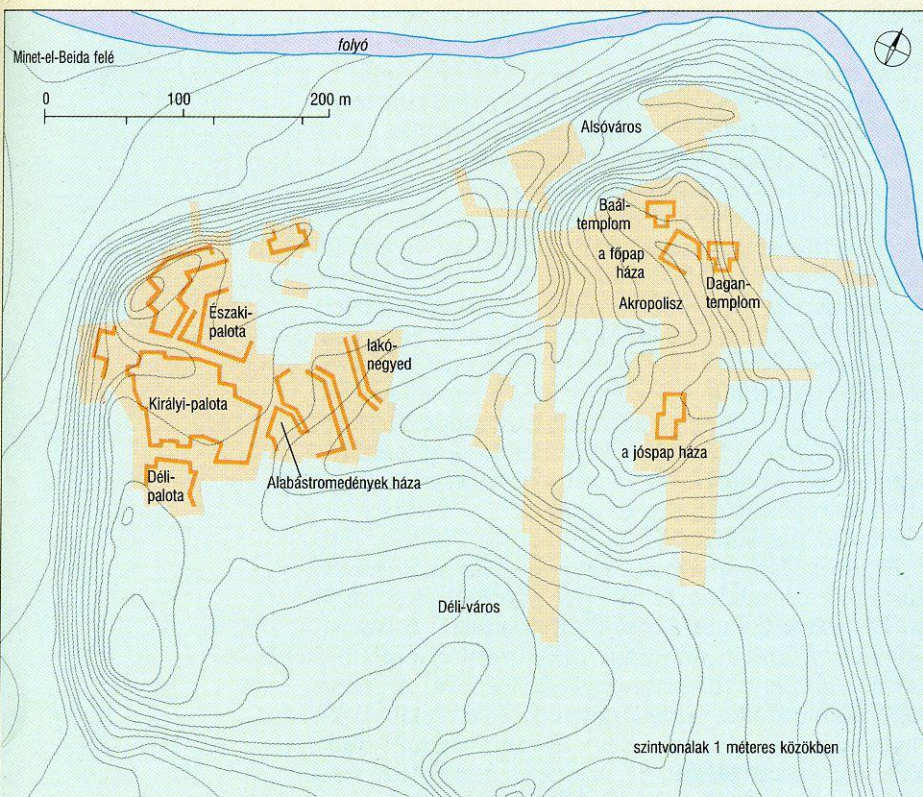 folyó
Minet-el-Beida felé
0 100 200 m
Alsóváros
Baál-
templom
a főpap
háza
Dagan-
templom
Akropolisz
Északi-
palota
lakó-
negyed
Királyi-palota
a jóspap háza
Déli-
palota
Alabástromedények háza
Déli-város
szintvonalak 1 méteres közökben